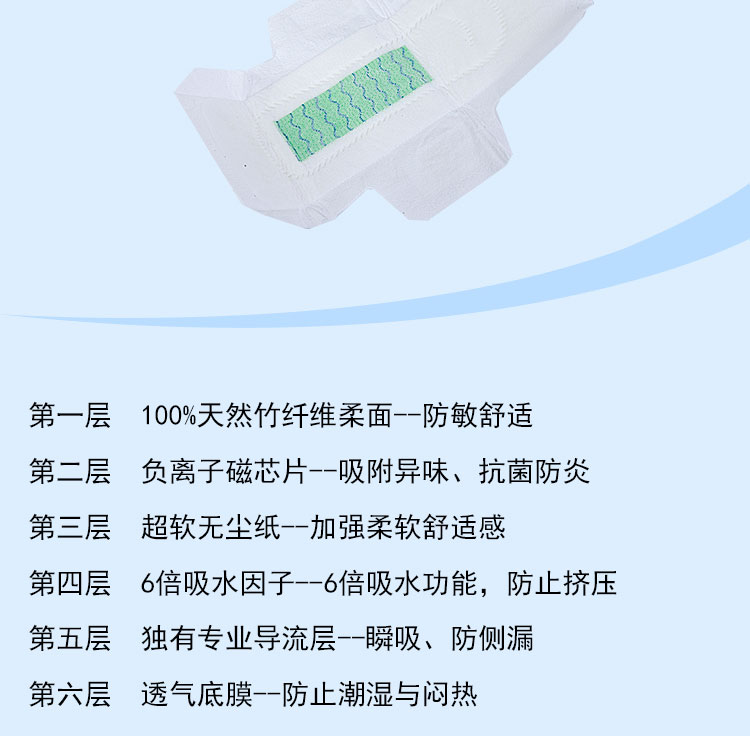 第一层 100%天然竹纤维柔面--防敏舒适
第二层 负离子磁芯片--吸附异味、抗菌防炎
第三层 超软无尘纸--加强柔软舒适感
第四层 6倍吸水因子--6倍吸水功能，防止挤压
第五层 独有专业导流层--瞬吸、防侧漏
第六层 透气底膜--防止潮湿与闷热